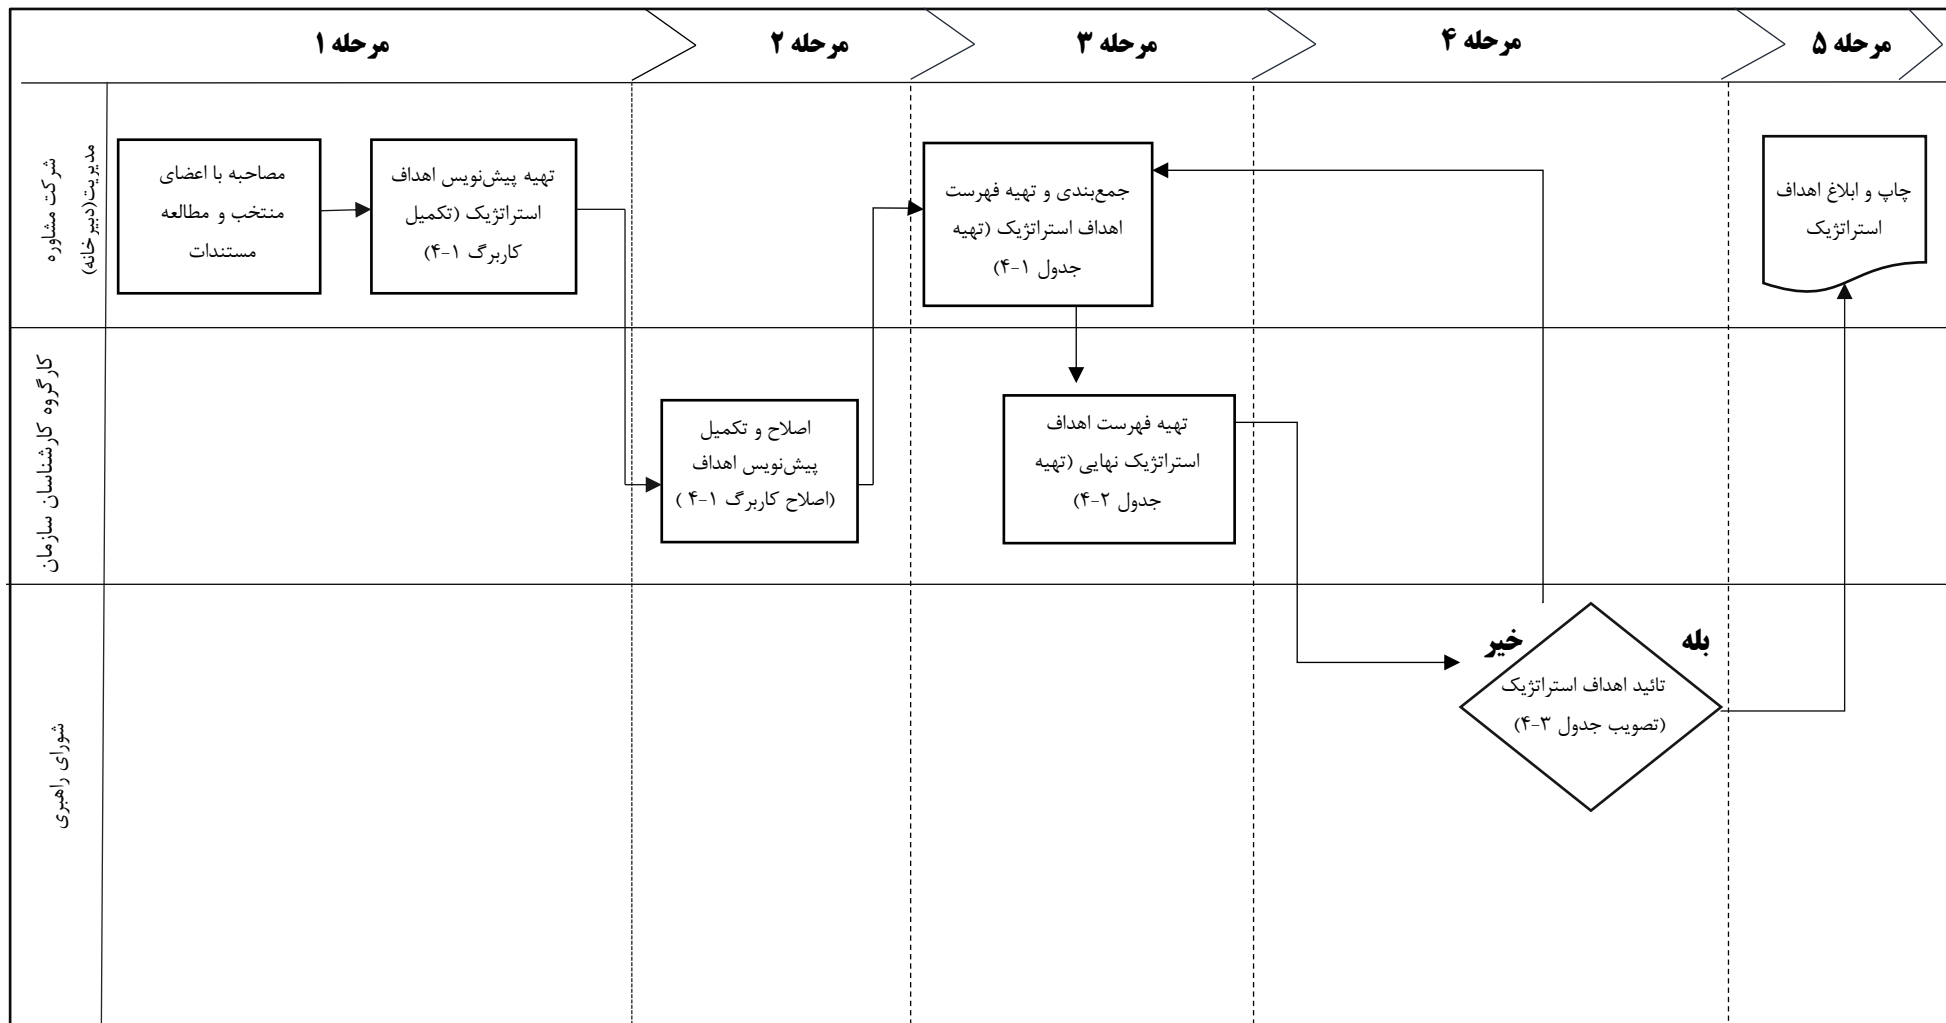 مرحله ۱
مرحله ۲
مرحله ۳
مرحله ۴
مرحله ۵
شرکت مشاوره
مدیریت(دبیرخانه)
مصاحبه با اعضای
منتخب و مطالعه
مستندات
تهیه پیش‌نویس اهداف
استراتژیک (تکمیل
کاربرگ ۱-۴)
جمع‌بندی و تهیه فهرست
اهداف استراتژیک (تهیه
جدول ۱-۴)
چاپ و ابلاغ اهداف
استراتژیک
کارگروه کارشناسان سازمان
اصلاح و تکمیل
پیش‌نویس اهداف
(اصلاح کاربرگ ۱-۴ )
تهیه فهرست اهداف
استراتژیک نهایی (تهیه
جدول ۲-۴)
شورای راهبری
خیر
بله
تائید اهداف استراتژیک
(تصویب جدول ۳-۴)